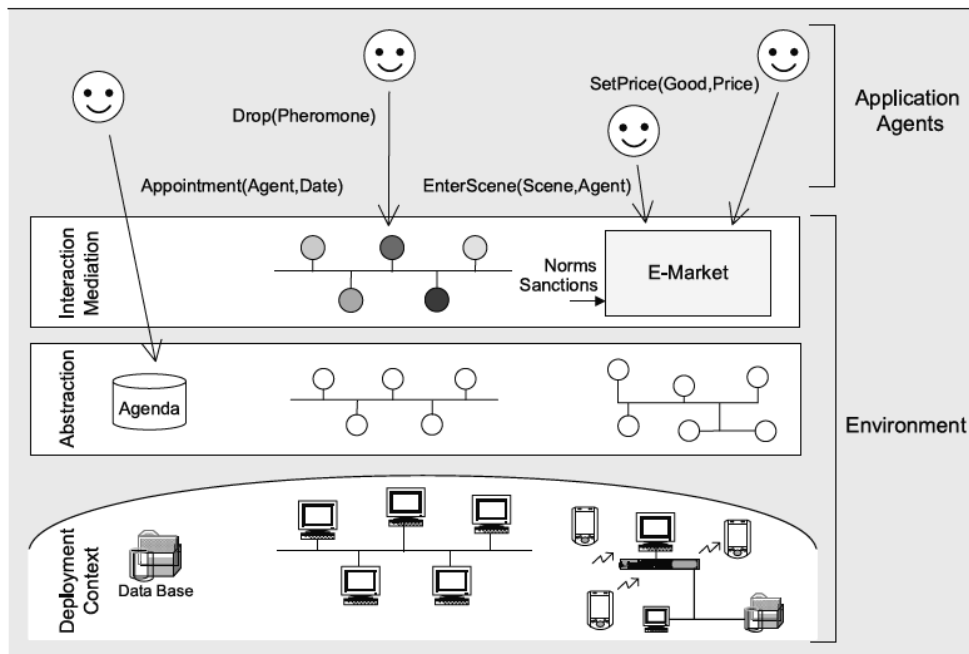 SetPrice(Good,Price)
Drop(Pheromone)
Application
Agents
Appointment(Agent,Date)
EnterScene(Scene,Agent)
Interaction
Mediation
Norms
Sanctions
E-Market
Abstraction
Agenda
Environment
Deployment
Context
Data Base